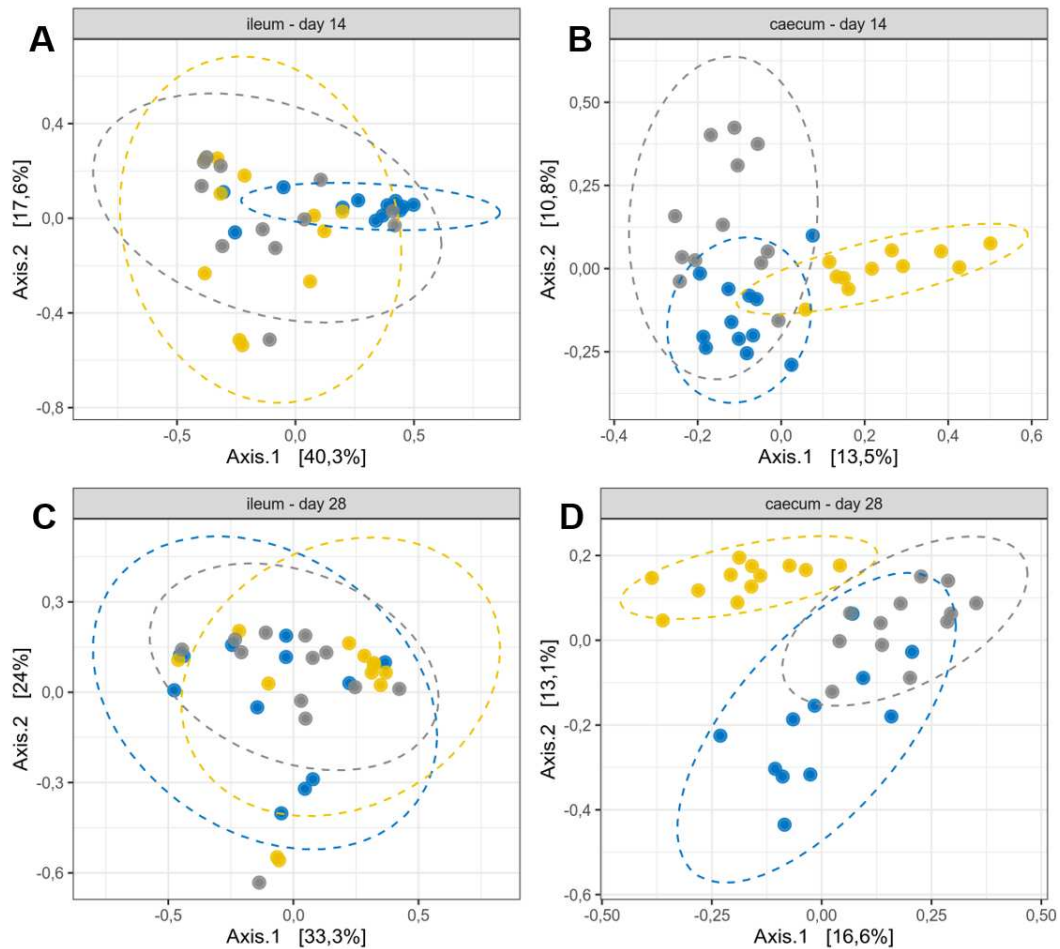 A
ileum - day 14
0,4
0,0
-0,4
-0,8
Axis.2 [17,6%]
-0,5
0,0
0,5
Axis.1 [40,3%]
B
caecum - day 14
0,50
0,25
0,00
-0,25
Axis.2 [10,8%]
-0,4
-0,2
0,0
0,2
0,4
0,6
Axis.1 [13,5%]
C
ileum - day 28
0,3
0,0
-0,3
-0,6
Axis.2 [24%]
-0,5
0,0
0,5
Axis.1 [33,3%]
D
caecum - day 28
0,2
0,0
-0,2
-0,4
-0,6
Axis.2 [13,1%]
-0,50
-0,25
0,00
0,25
0,50
Axis.1 [16,6%]